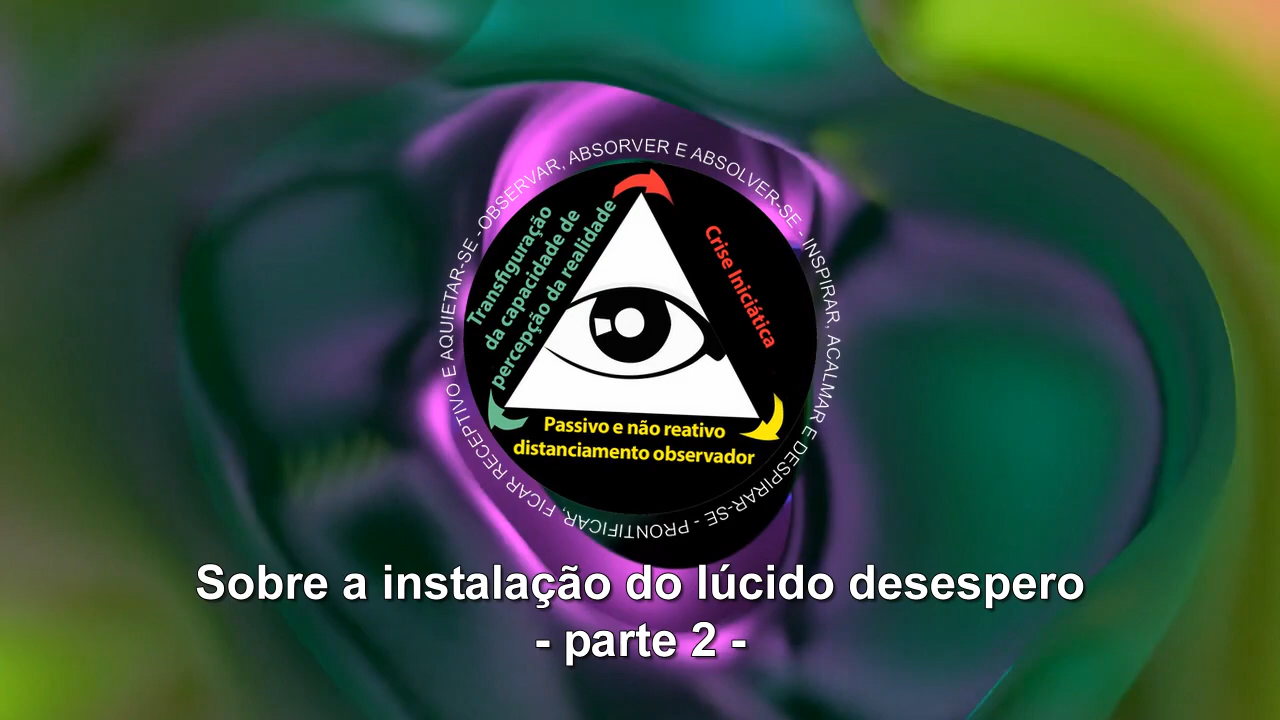 OBSERVAR, ABSORVER E ABSOLVER-SE - INSPIRAR, ACALMAR E DESPIRAR-SE - PRONTIFICAR, FICAR RECEPTIVO E AQUIETAR-SE -
Transfiguração
da capacidade de
percepção da realidade
Crise Iniciática
Passivo e não reativo
distanciamento observador
Sobre a instalação do lúcido desespero
- parte 2 -